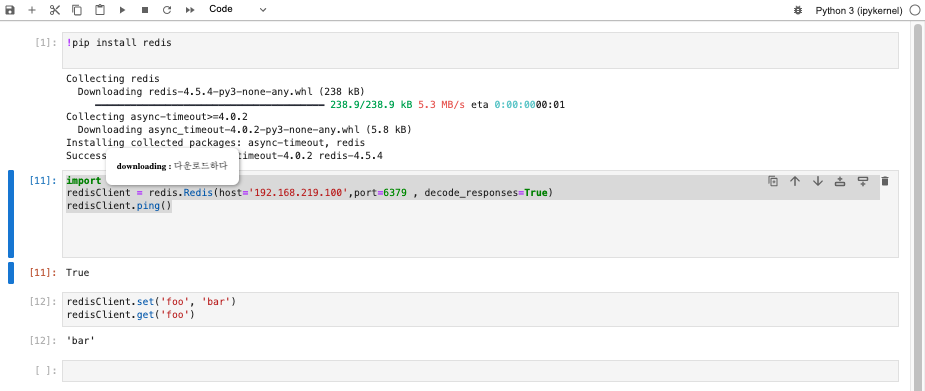 Code
Python 3 (ipykernel)
[1]:
!pip install redis
Collecting redis
Downloading redis-4.5.4-py3-none-any.whl (238 kB)
238.9/238.9 kB 5.3 MB/s eta 0:00:0000:01
Collecting async-timeout>=4.0.2
Downloading async_timeout-4.0.2-py3-none-any.whl (5.8 kB)
Installing collected packages: async-timeout, redis
Success
imeout-4.0.2 redis-4.5.4
downloading : 다운로드하다
[11]:
import
redisClient = redis.Redis(host='192.168.219.100',port=6379 , decode_responses=True)
redisClient.ping()
[11]:
True
[12]:
redisClient.set('foo', 'bar')
redisClient.get('foo')
[12]:
'bar'
[ ]: